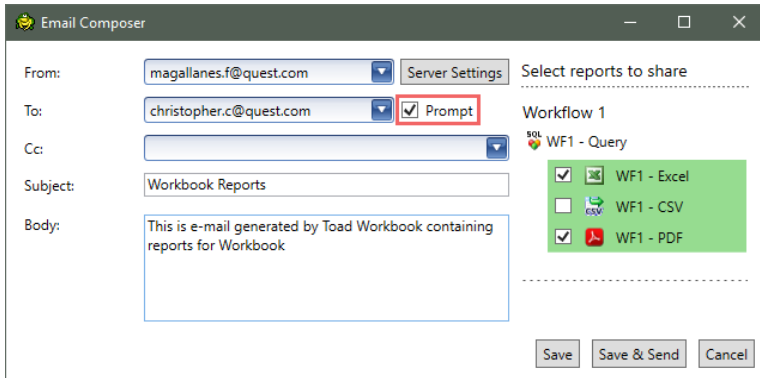 Email Composer
From:
magallanes.f@quest.com
Server Settings
To:
christopher.c@quest.com
Prompt
Cc:
Subject:
Workbook Reports
Body:
This is e-mail generated by Toad Workbook containing
reports for Workbook
Select reports to share
Workflow 1
SQL
WF1 - Query
WF1 - Excel
CSV
WF1 - CSV
WF1 - PDF
Save
Save & Send
Cancel